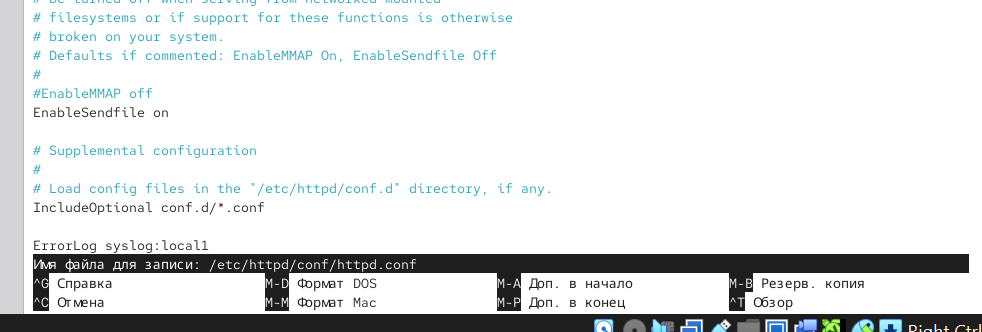 # be turned off when serving from networked mounted
# filesystems or if support for these functions is otherwise
# broken on your system.
# Defaults if commented: EnableMMAP On, EnableSendfile Off
#
#EnableMMAP off
EnableSendfile on
# Supplemental configuration
#
# Load config files in the "/etc/httpd/conf.d" directory, if any.
IncludeOptional conf.d/*.conf
ErrorLog syslog:local1
Имя файла для записи: /etc/httpd/conf/httpd.conf
^G Справка M-D Формат DOS M-A Доп. в начало M-B Резерв. копия
^C Отмена M-M Формат Mac M-P Доп. в конец ^T Обзор
Right Ctrl